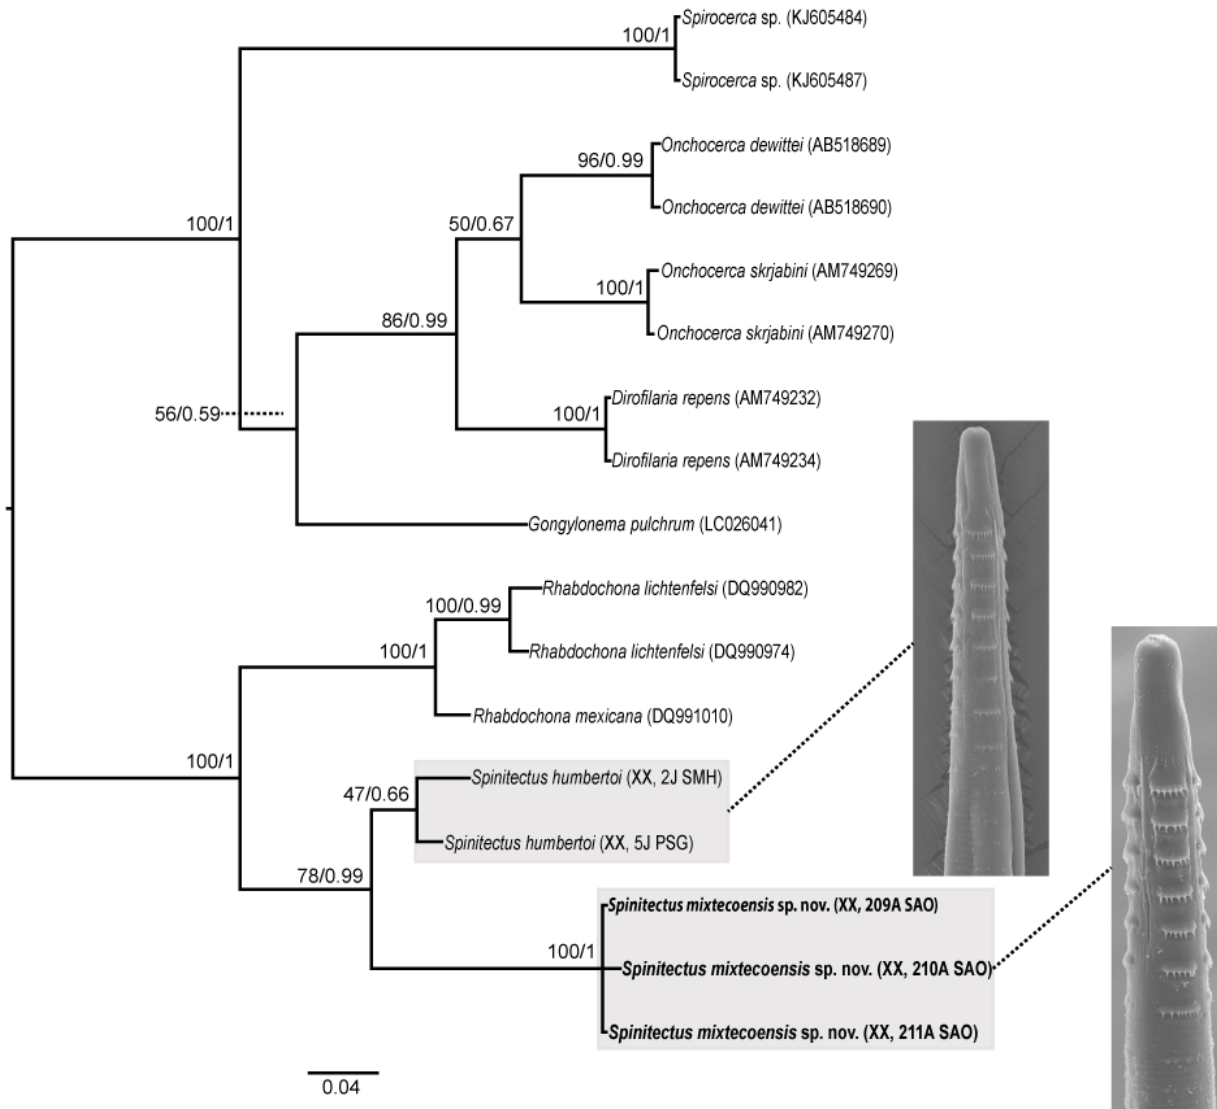 100/1
Spirocerca sp. (KJ605484)
Spirocerca sp. (KJ605487)
Onchocerca dewittei (AB518689)
96/0.99
Onchocerca dewittei (AB518690)
100/1
50/0.67
Onchocerca skrjabini (AM749269)
100/1
86/0.99
Onchocerca skrjabini (AM749270)
Dirofilaria repens (AM749232)
56/0.59
100/1
Dirofilaria repens (AM749234)
Gongylonema pulchrum (LC026041)
Rhabdochona lichtenfelsi (DQ990982)
100/0.99
100/1
Rhabdochona lichtenfelsi (DQ990974)
Rhabdochona mexicana (DQ991010)
100/1
Spinitectus humbertoi (XX, 2J SMH)
47/0.66
Spinitectus humbertoi (XX, 5J PSG)
78/0.99
Spinitectus mixtecoensis sp. nov. (XX, 209A SAO)
100/1
Spinitectus mixtecoensis sp. nov. (XX, 210A SAO)
Spinitectus mixtecoensis sp. nov. (XX, 211A SAO)
0.04